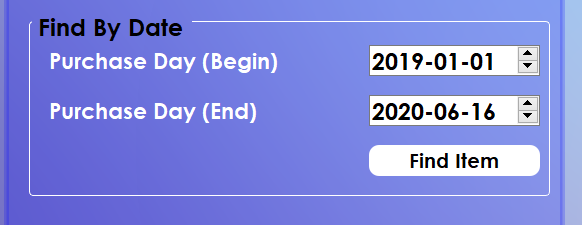 Find By Date
Purchase Day (Begin) 2019-01-01
Purchase Day (End) 2020-06-16
Find Item